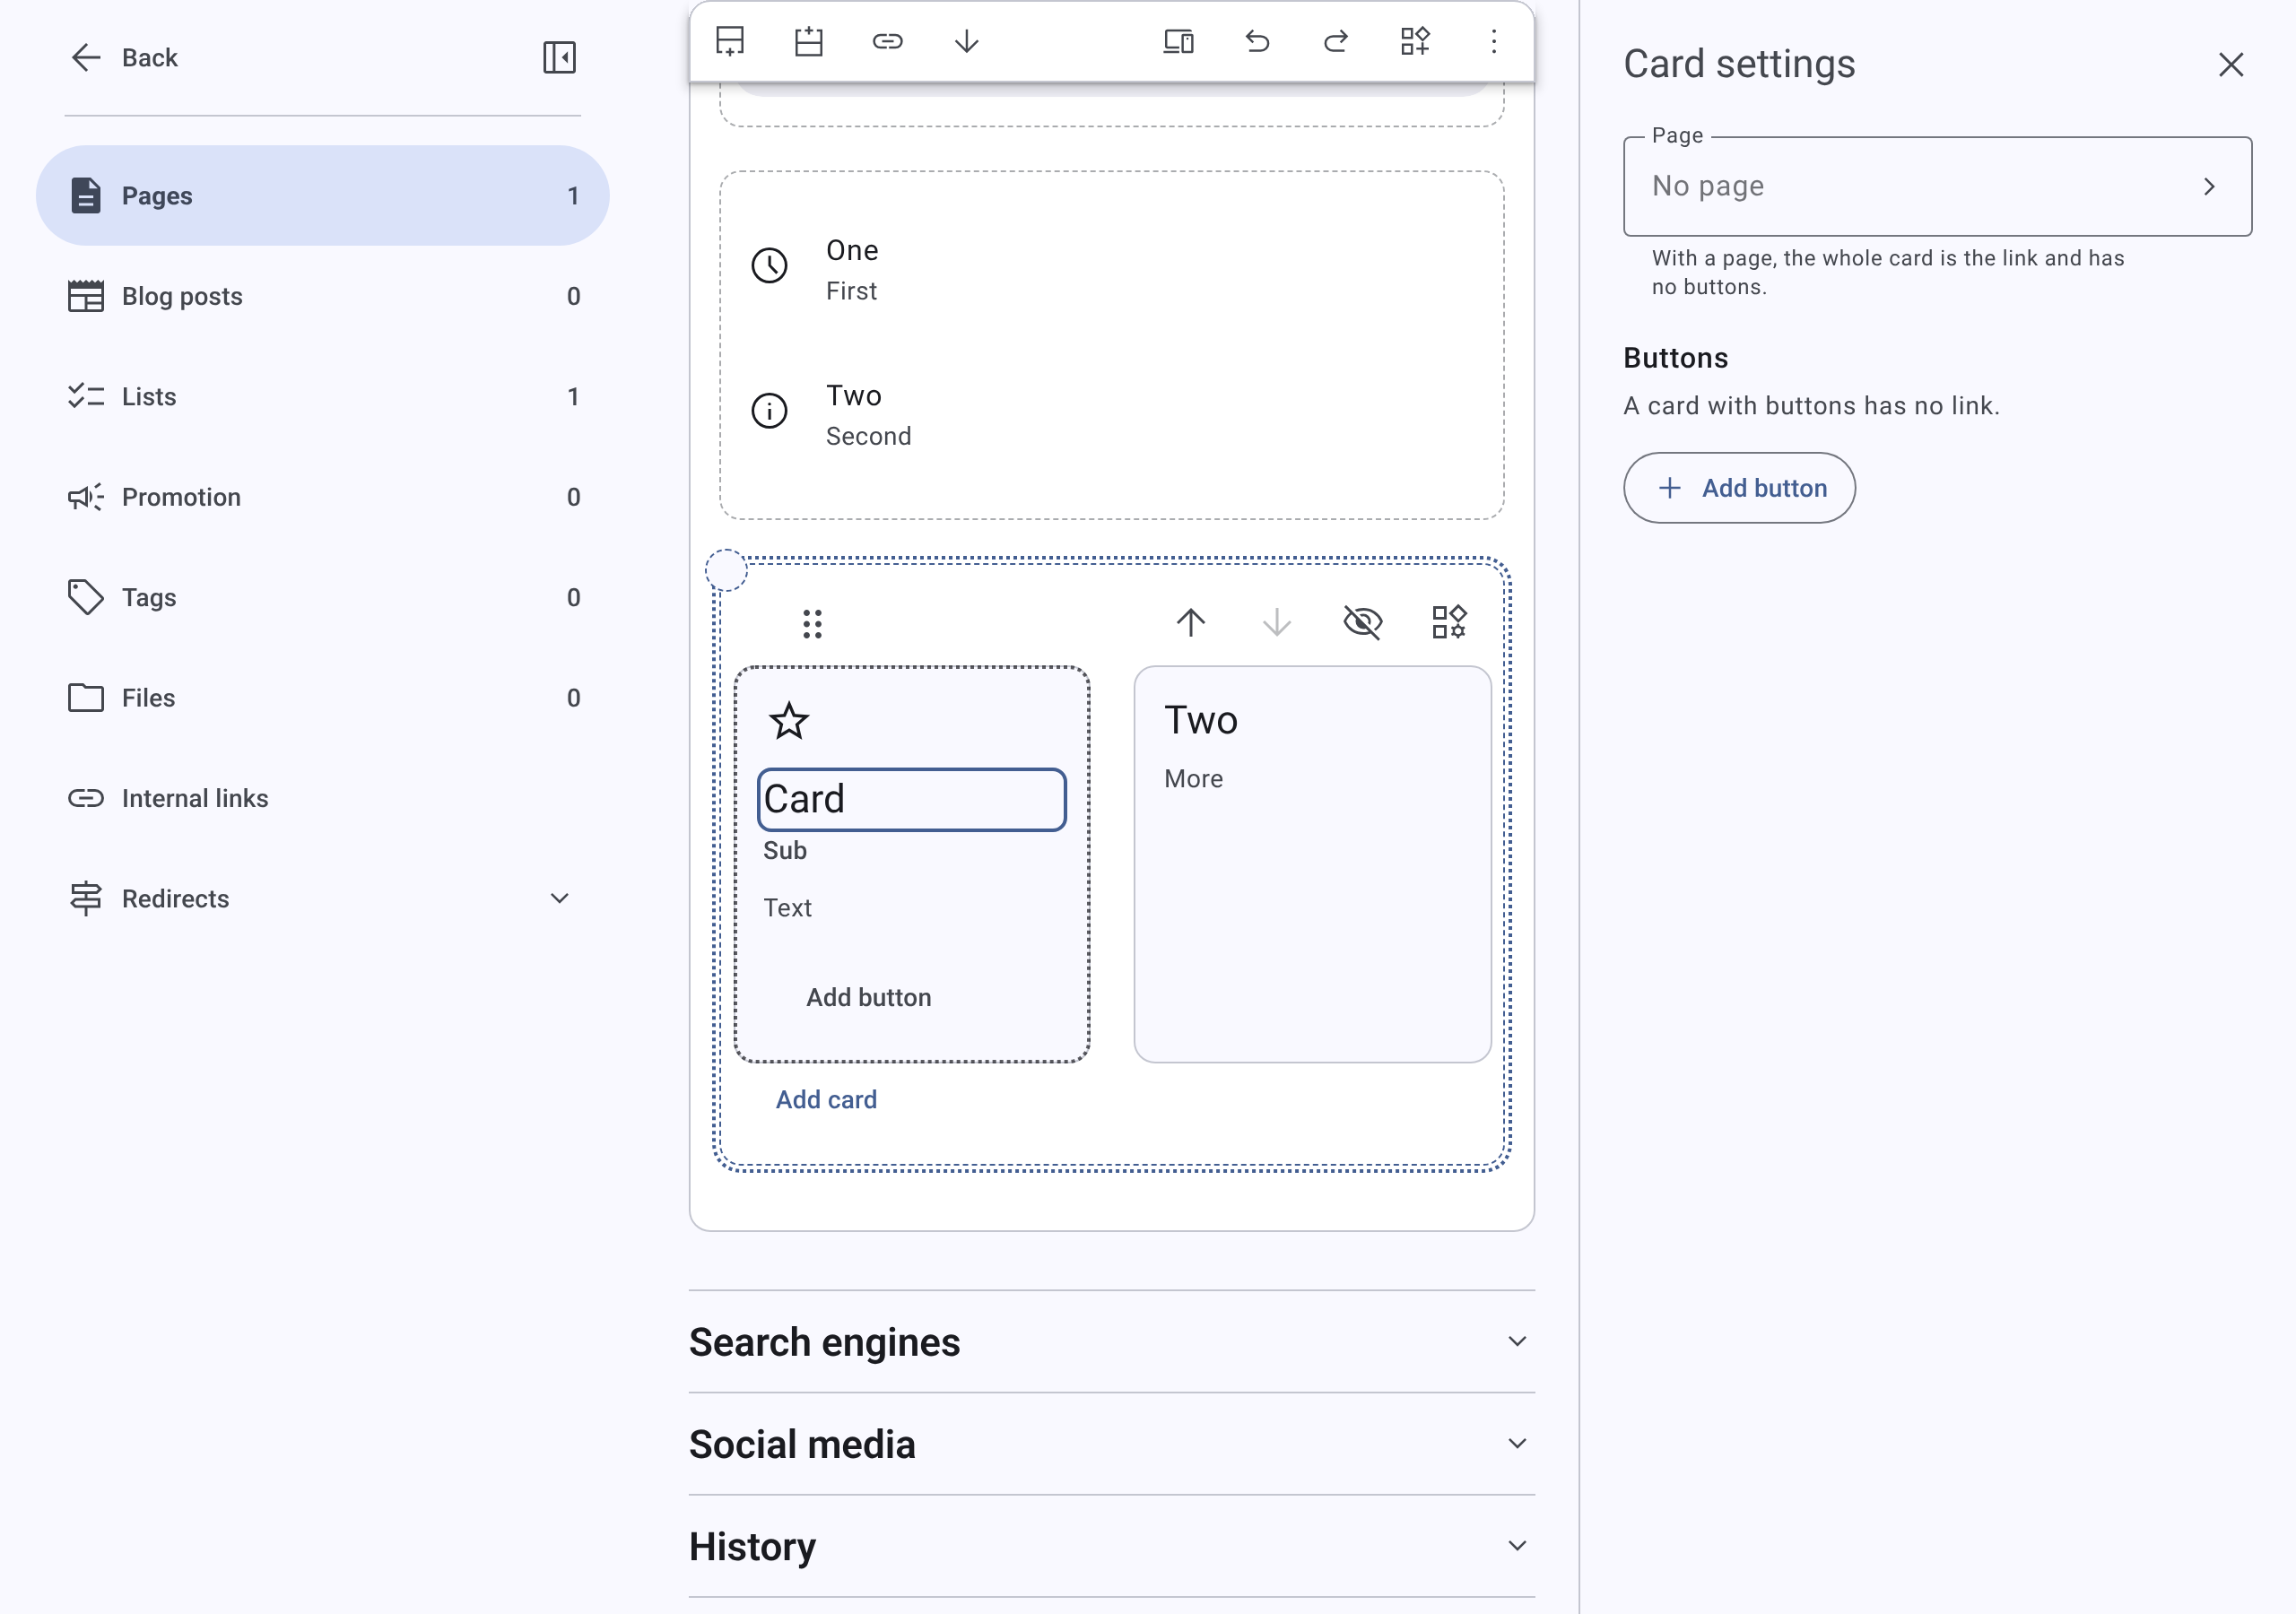 Back
Pages 1
Blog posts 0
Lists 1
Promotion 0
Tags 0
Files 0
Internal links
Redirects
One
First
Two
Second
Card
Sub
Text
Add button
Two
More
Add card
Search engines
Social media
History
Card settings
Page
No page
With a page, the whole card is the link and has
no buttons.
Buttons
A card with buttons has no link.
Add button